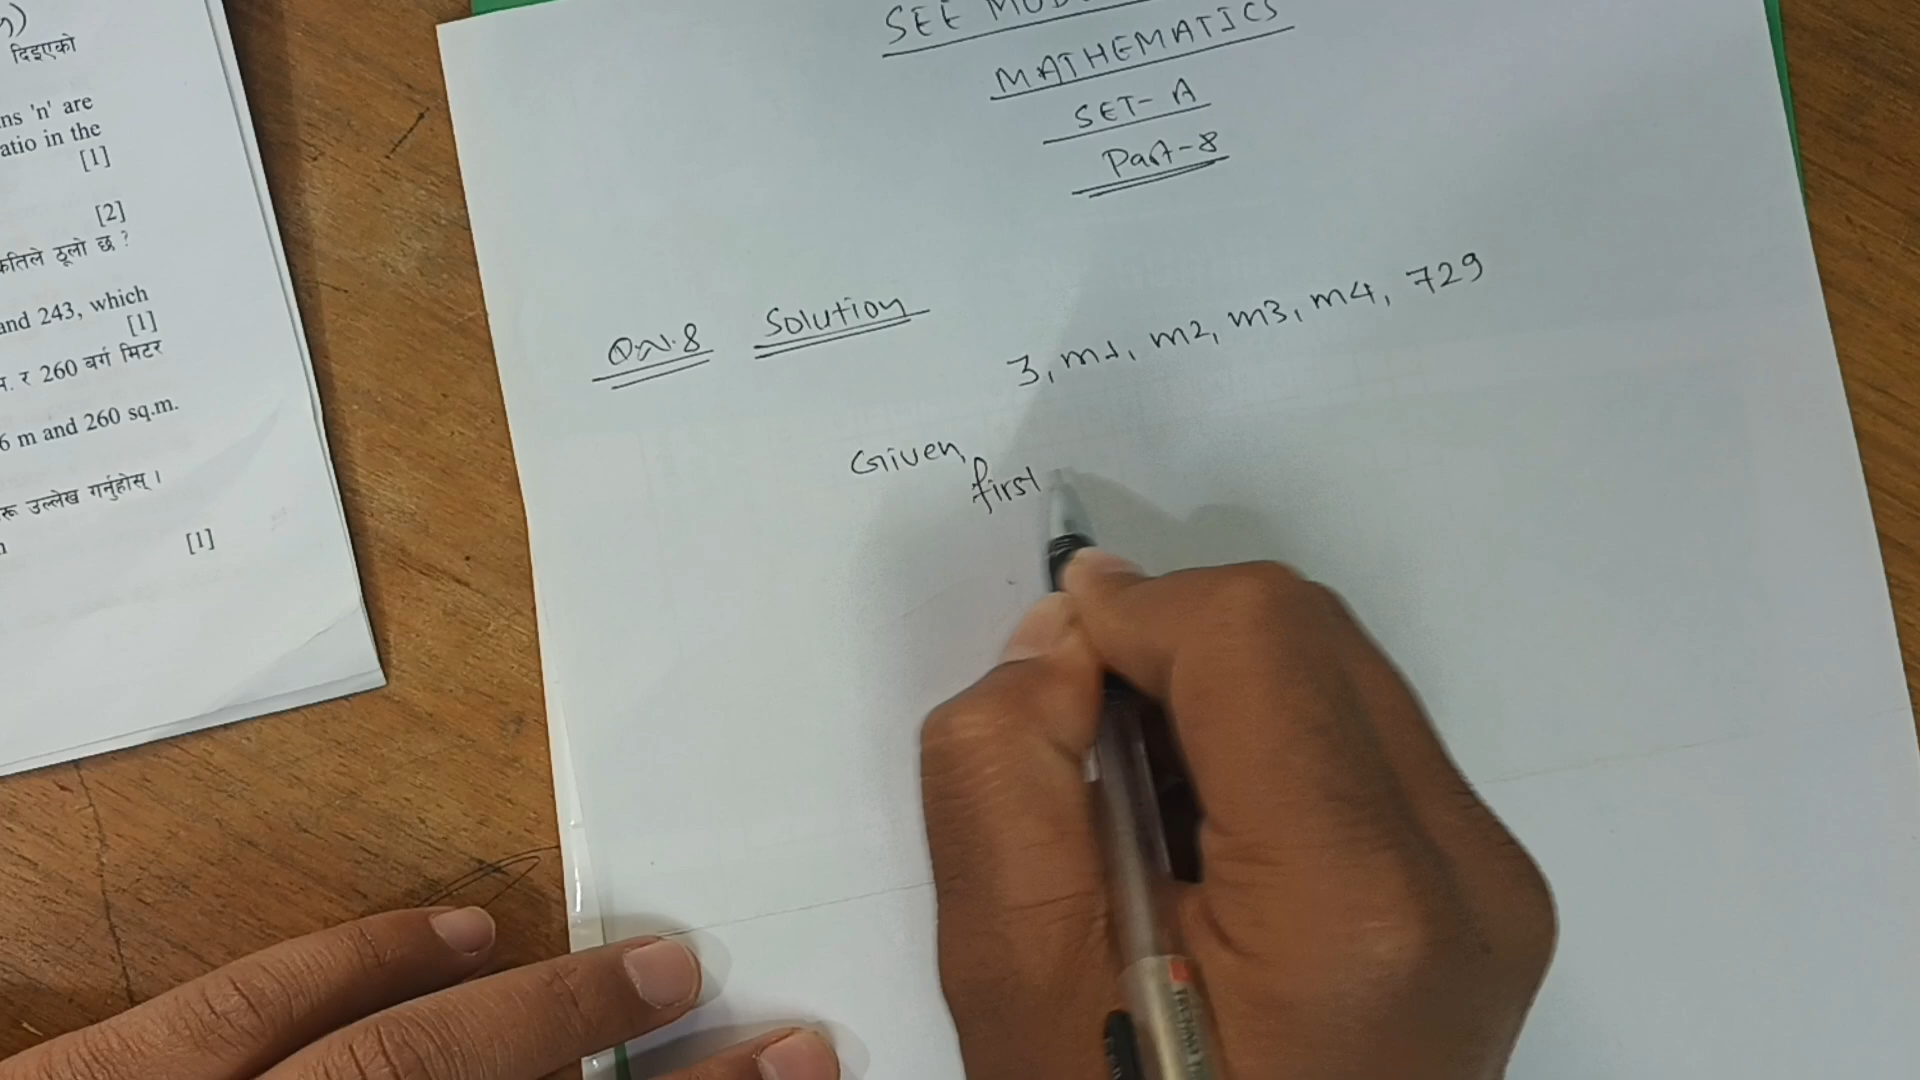 दिइएको
ns 'n' are
atio in the
[1]
[2]
कतिले ठूलो छ ?
and 243, which
[1]
र 260 वर्ग मिटर
6 m and 260 sq.m.
उल्लेख गर्नुहोस् ।
[1]
SEE
MATHEMATICS
SET- A
Part-8
Q.N.8 Solution
3, m1, m2, m3, m4, 729
Given,
first